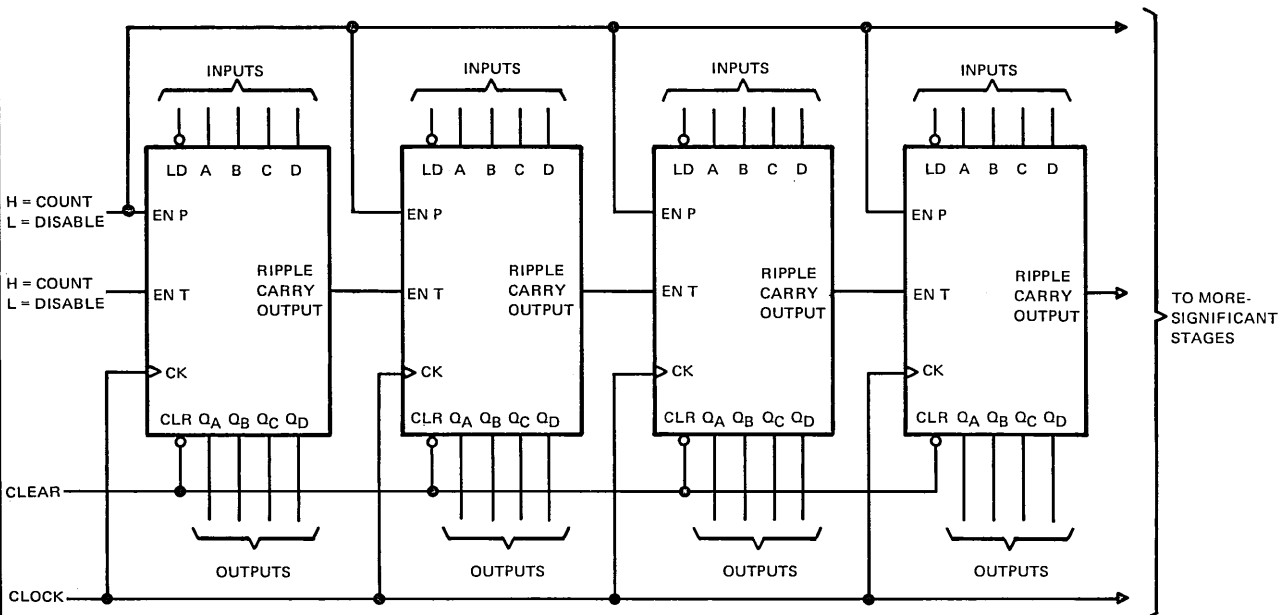 INPUTS
INPUTS
INPUTS
INPUTS
LD A B C D
LD A B C D
LD A B C D
LD A B C D
H = COUNT
L = DISABLE
EN P
EN P
EN P
EN P
H = COUNT
L = DISABLE
EN T
RIPPLE
CARRY
OUTPUT
EN T
RIPPLE
CARRY
OUTPUT
EN T
RIPPLE
CARRY
OUTPUT
EN T
RIPPLE
CARRY
OUTPUT
TO MORE-
SIGNIFICANT
STAGES
CK
CK
CK
CK
CLR QA QB QC QD
CLR QA QB QC QD
CLR QA QB QC QD
CLR QA QB QC QD
CLEAR
OUTPUTS
OUTPUTS
OUTPUTS
OUTPUTS
CLOCK